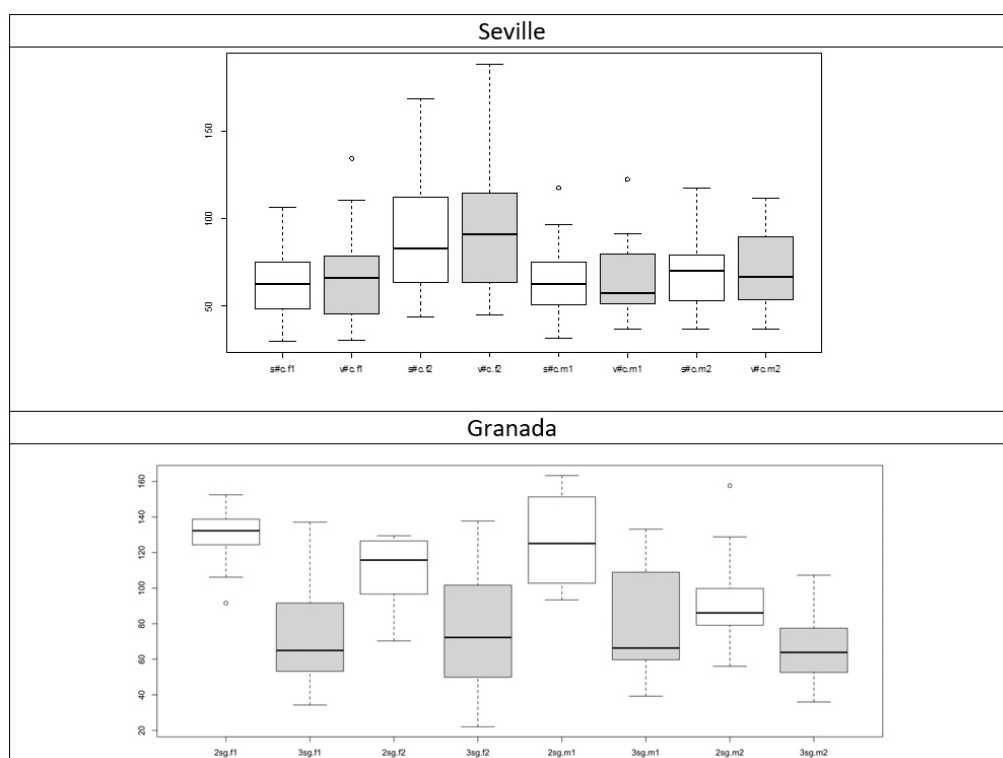 Seville
150
100
50
s#c.f1 v#c.f1 s#c.f2 v#c.f2 s#c.m1 v#c.m1 s#c.m2 v#c.m2
Granada
160
140
120
100
80
60
40
20
2sg.f1 3sg.f1 2sg.f2 3sg.f2 2sg.m1 3sg.m1 2sg.m2 3sg.m2